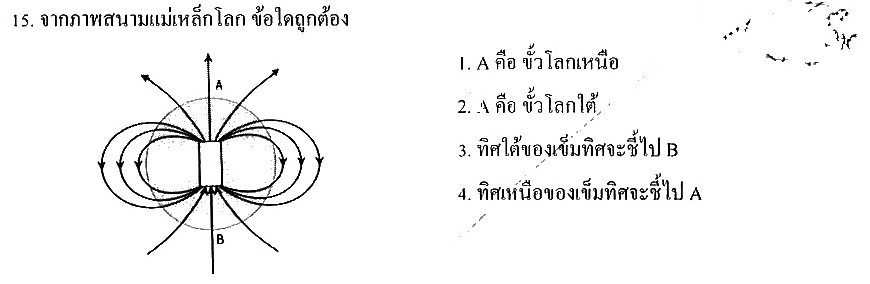 15. จากภาพสนามแม่เหล็กโลก ข้อใดถูกต้อง
A
B
1. A คือ ขั้วโลกเหนือ
2. A คือ ขั้วโลกใต้
3. ทิศใต้ของเข็มทิศจะชี้ไป B
4. ทิศเหนือของเข็มทิศจะชี้ไป A